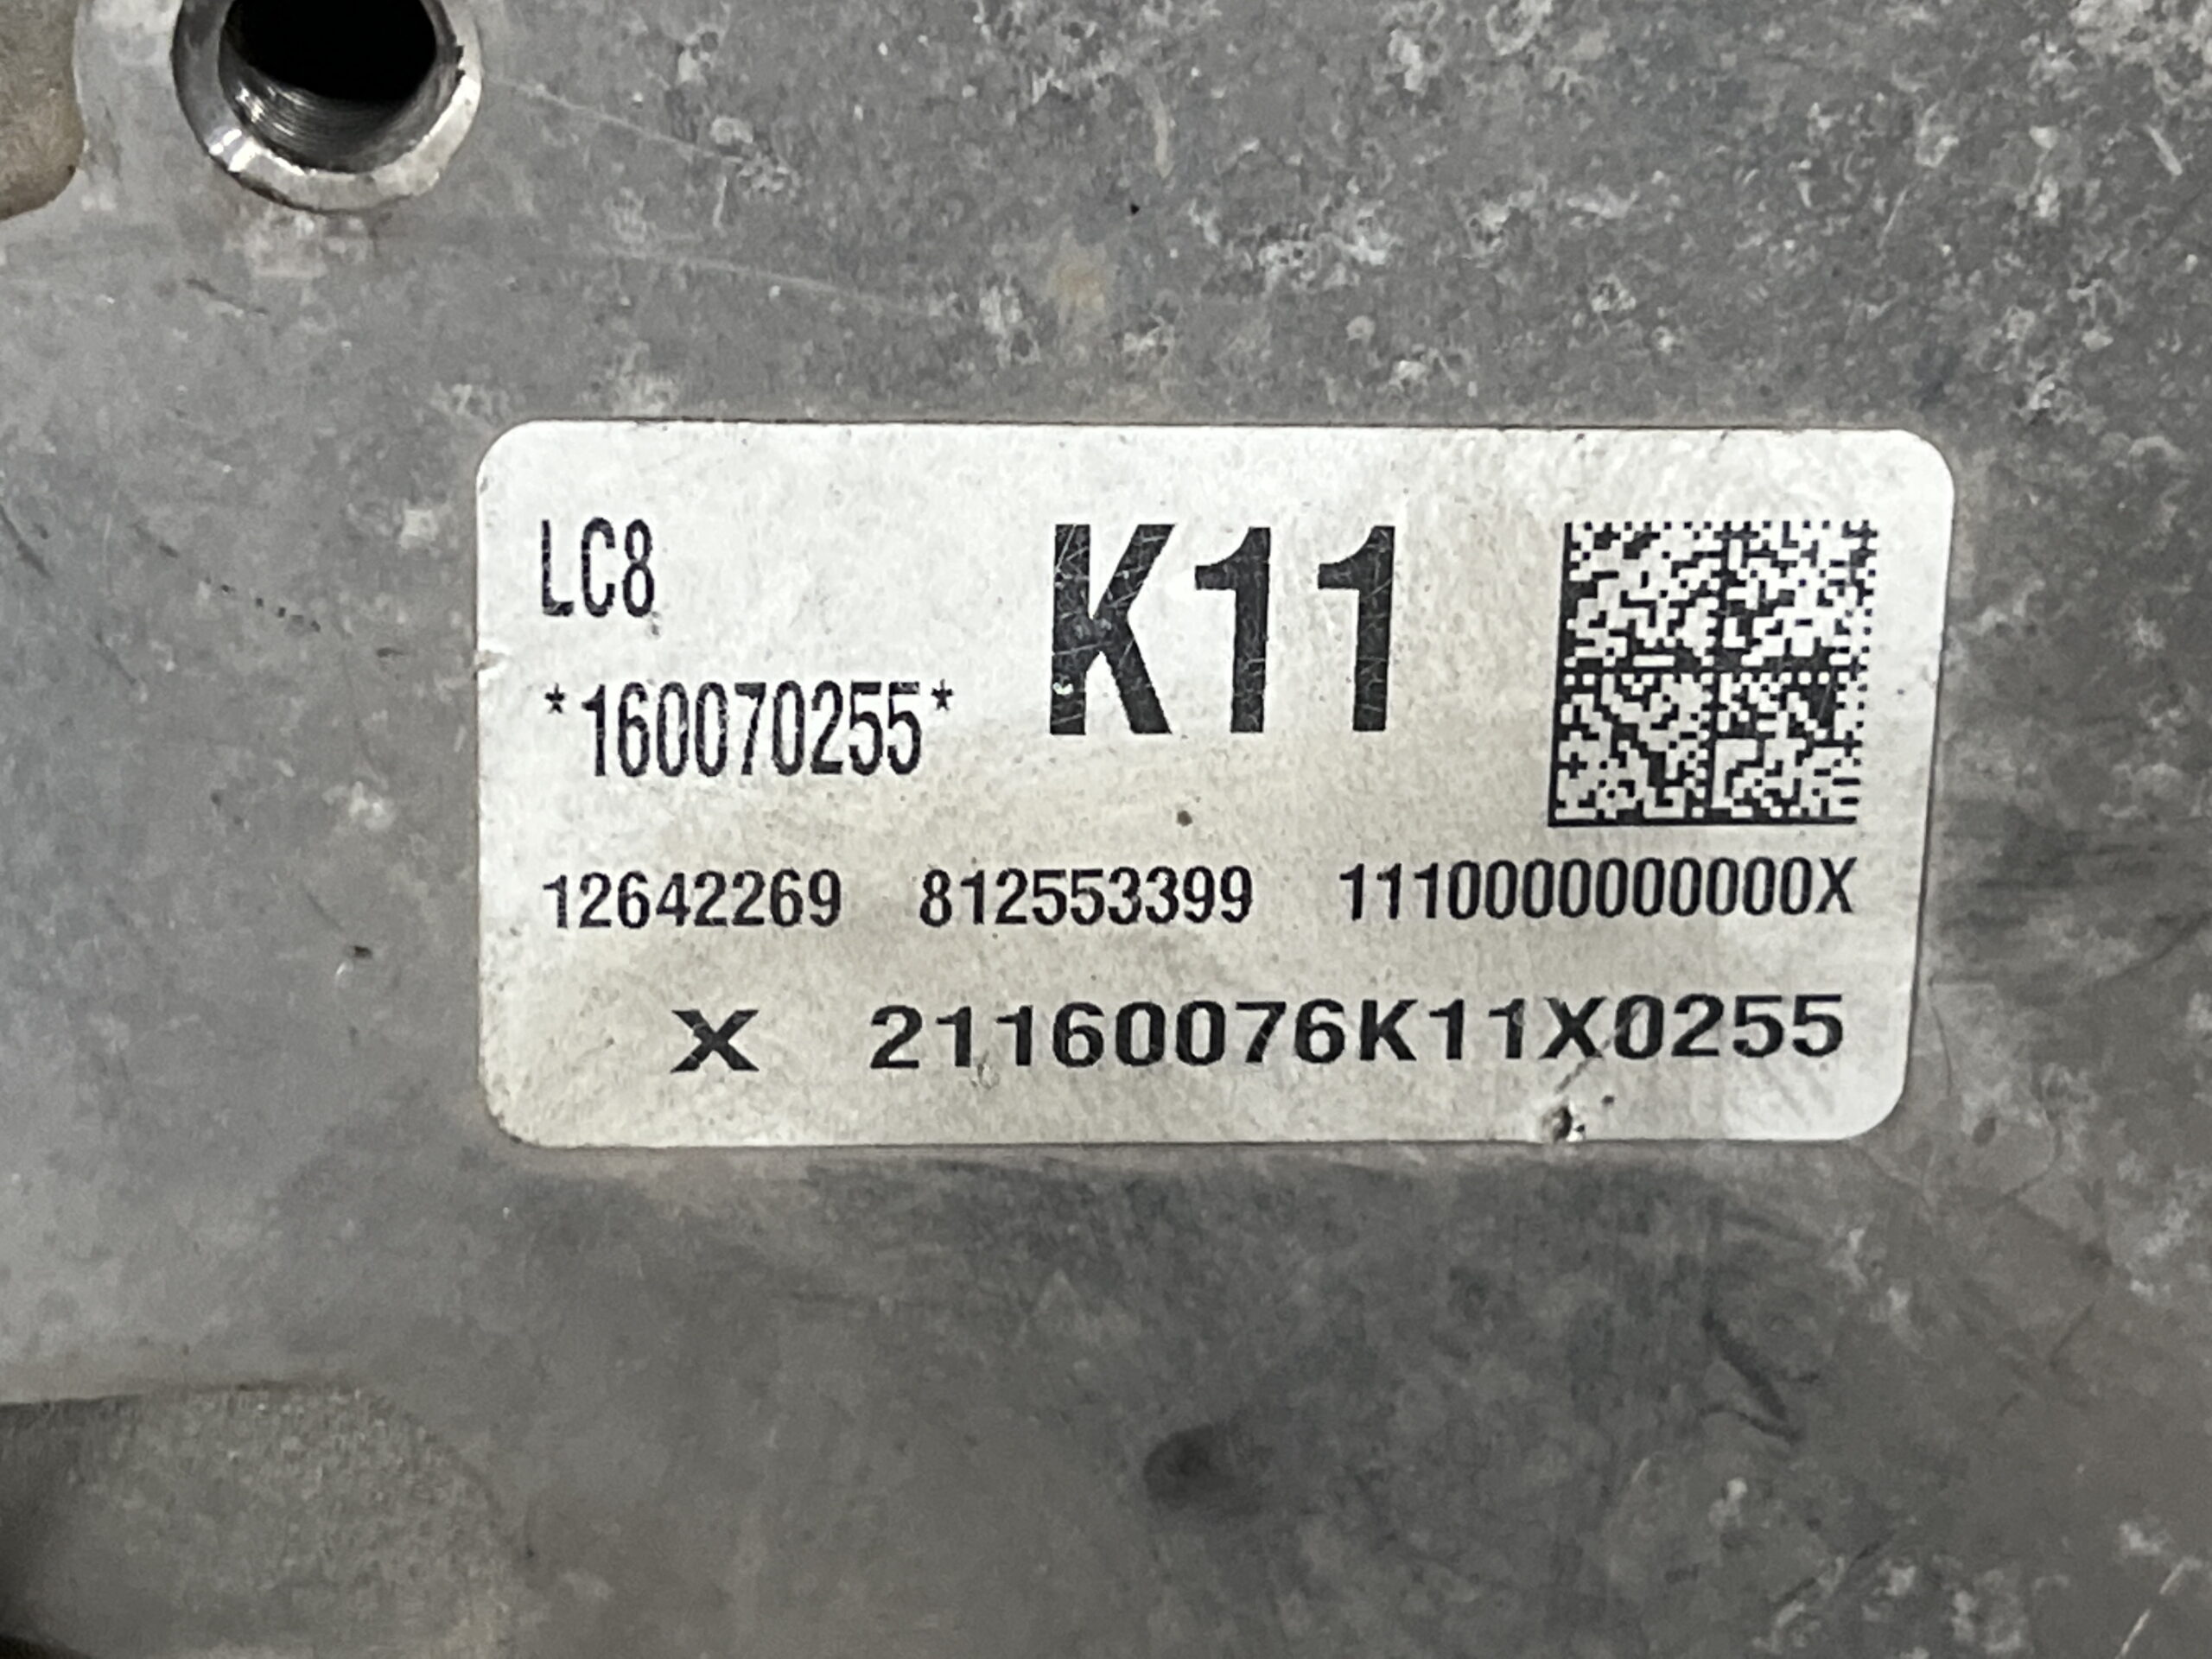 LC8 K11
*160070255*
12642269 812553399 1110000000000X
X 21160076K11X0255